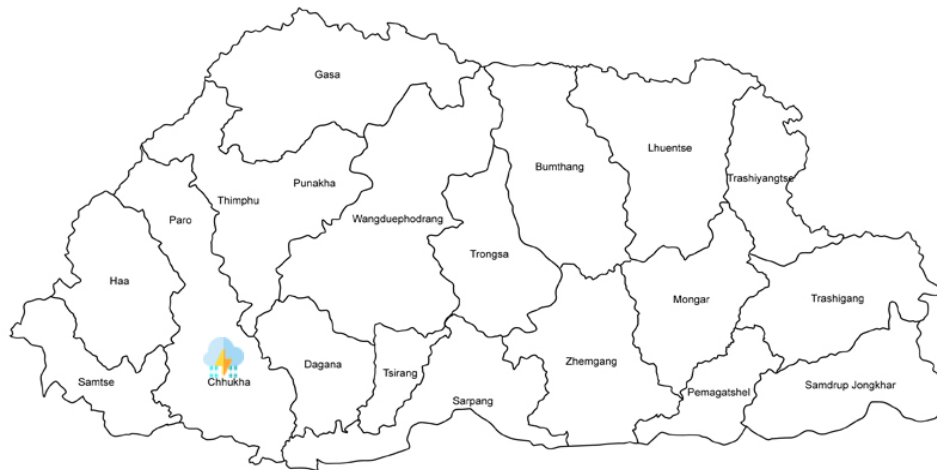 Gasa
Lhuentse
Bumthang
Trashiyangtse
Punakha
Thimphu
Paro
Wangduephodrang
Trongsa
Haa
Mongar
Trashigang
Zhemgang
Dagana
Tsirang
Samtse
Chhukha
Samdrup Jongkhar
Pemagatshel
Sarpang